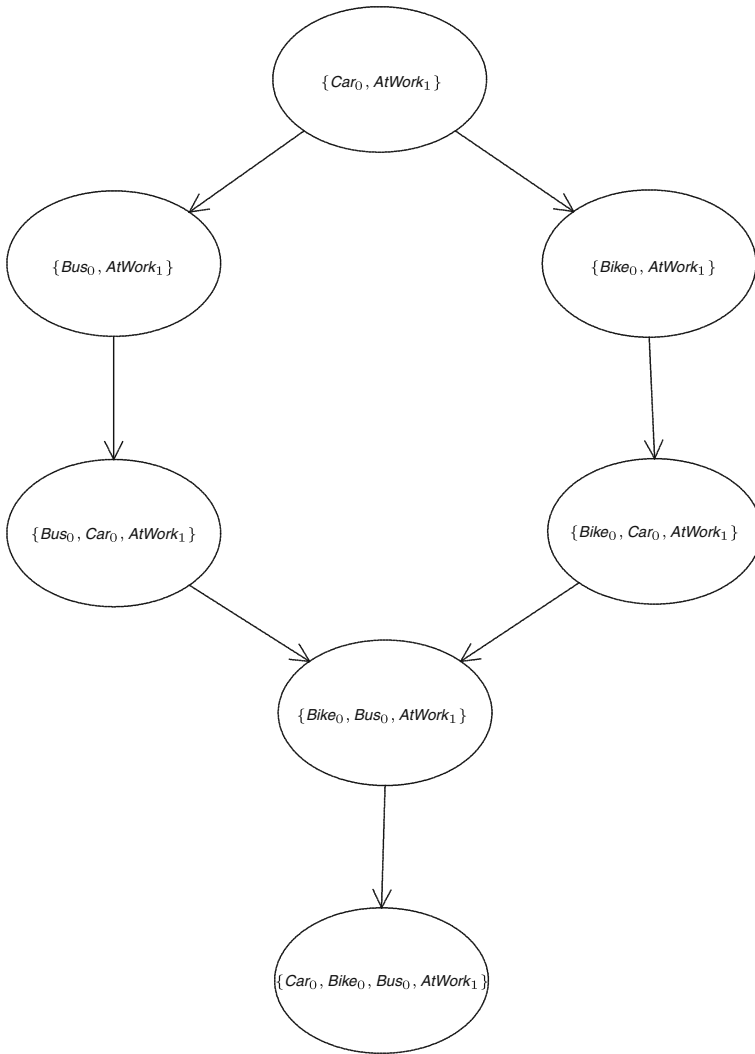 {Car₀, AtWork₁}
{Bus₀, AtWork₁}
{Bike₀, AtWork₁}
{Bus₀, Car₀, AtWork₁}
{Bike₀, Car₀, AtWork₁}
{Bike₀, Bus₀, AtWork₁}
{Car₀, Bike₀, Bus₀, AtWork₁}